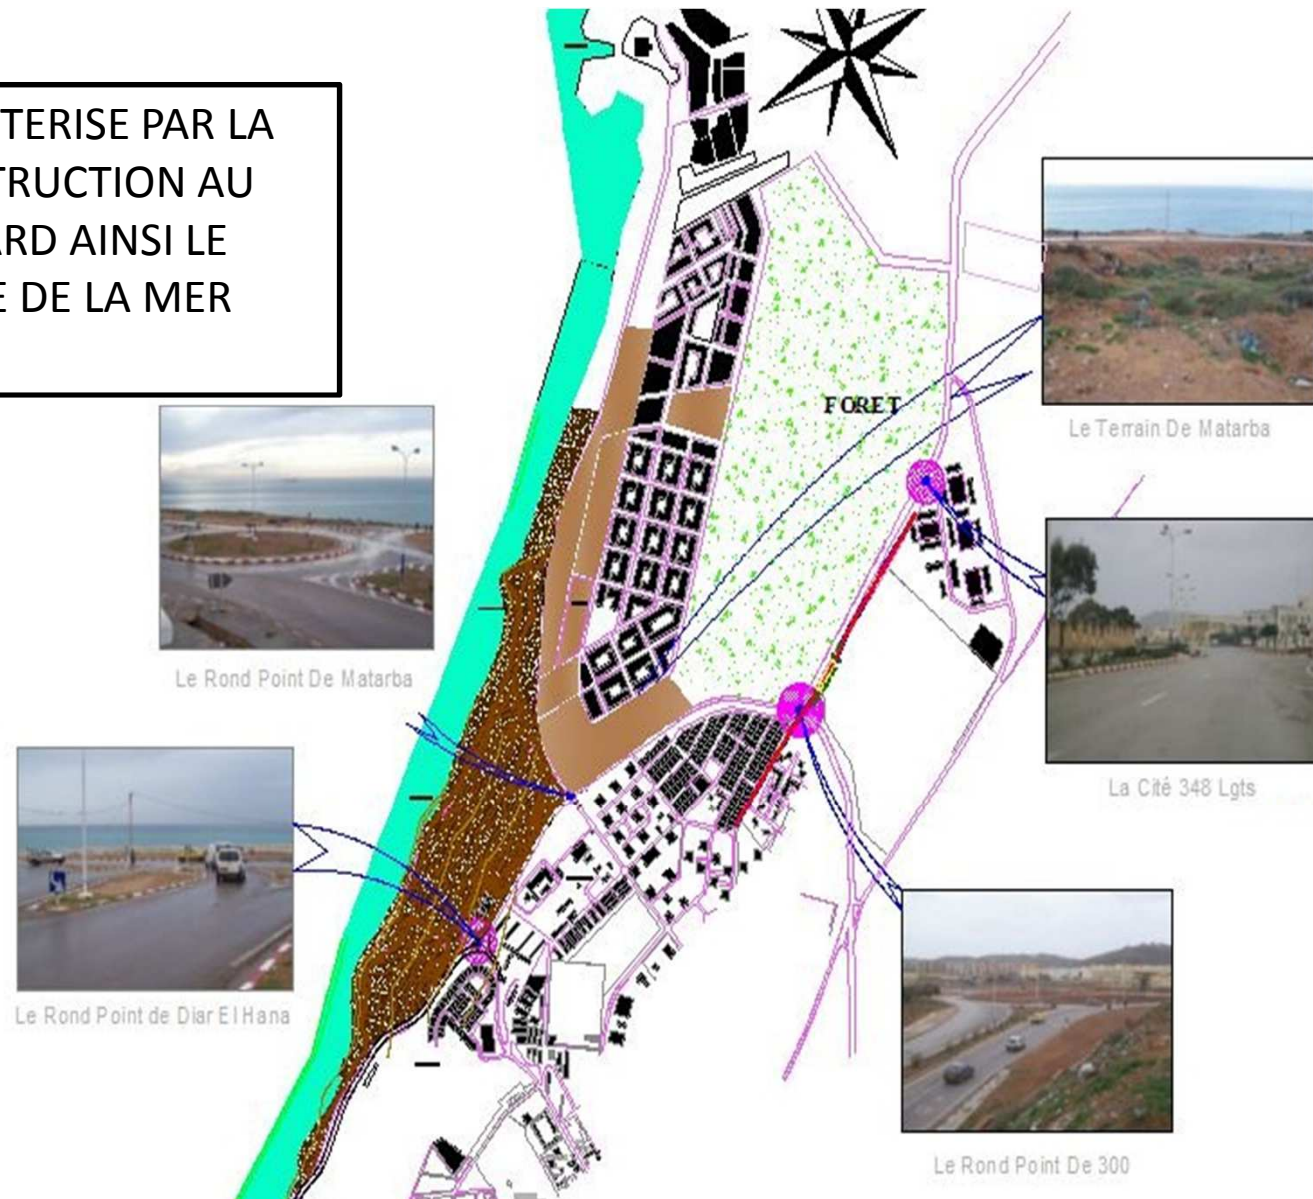 TERISE PAR LA
TRUCTION AU
ARD AINSI LE
E DE LA MER
FORET
Le Terrain De Matarba
Le Rond Point De Matarba
La Cité 348 Lgts
Le Rond Point de Diar El Hana
Le Rond Point De 300